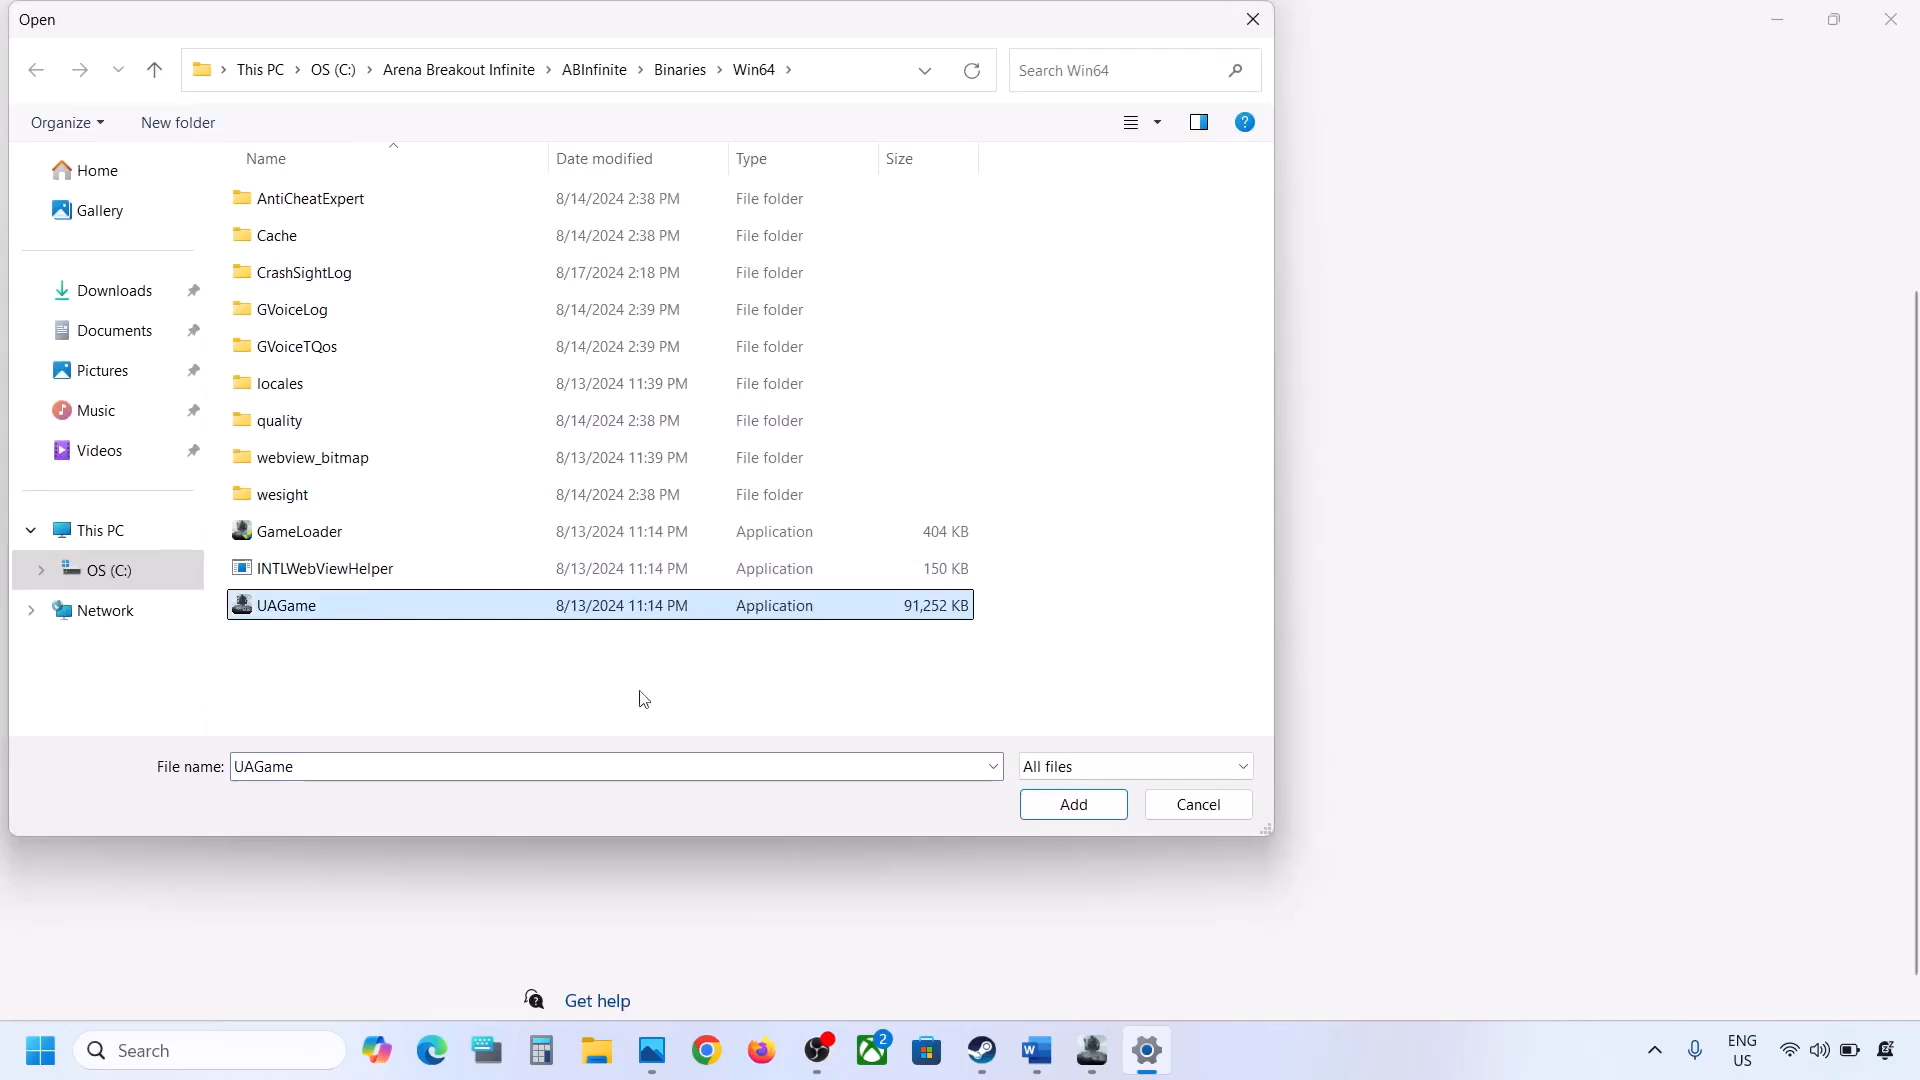 Open
This PC > OS (C:) > Arena Breakout Infinite > ABInfinite > Binaries > Win64 >
Search Win64
Organize
New folder
Name
Date modified
Type
Size
Home
Gallery
Downloads
Documents
Pictures
Music
Videos
This PC
OS (C:)
Network
AntiCheatExpert 8/14/2024 2:38 PM File folder
Cache 8/14/2024 2:38 PM File folder
CrashSightLog 8/17/2024 2:18 PM File folder
GVoiceLog 8/14/2024 2:39 PM File folder
GVoiceTQos 8/14/2024 2:39 PM File folder
locales 8/13/2024 11:39 PM File folder
quality 8/14/2024 2:38 PM File folder
webview_bitmap 8/13/2024 11:39 PM File folder
wesight 8/14/2024 2:38 PM File folder
GameLoader 8/13/2024 11:14 PM Application 404 KB
INTLWebViewHelper 8/13/2024 11:14 PM Application 150 KB
UAGame 8/13/2024 11:14 PM Application 91,252 KB
File name: UAGame
All files
Add
Cancel
Get help
Search
2
ENG
US